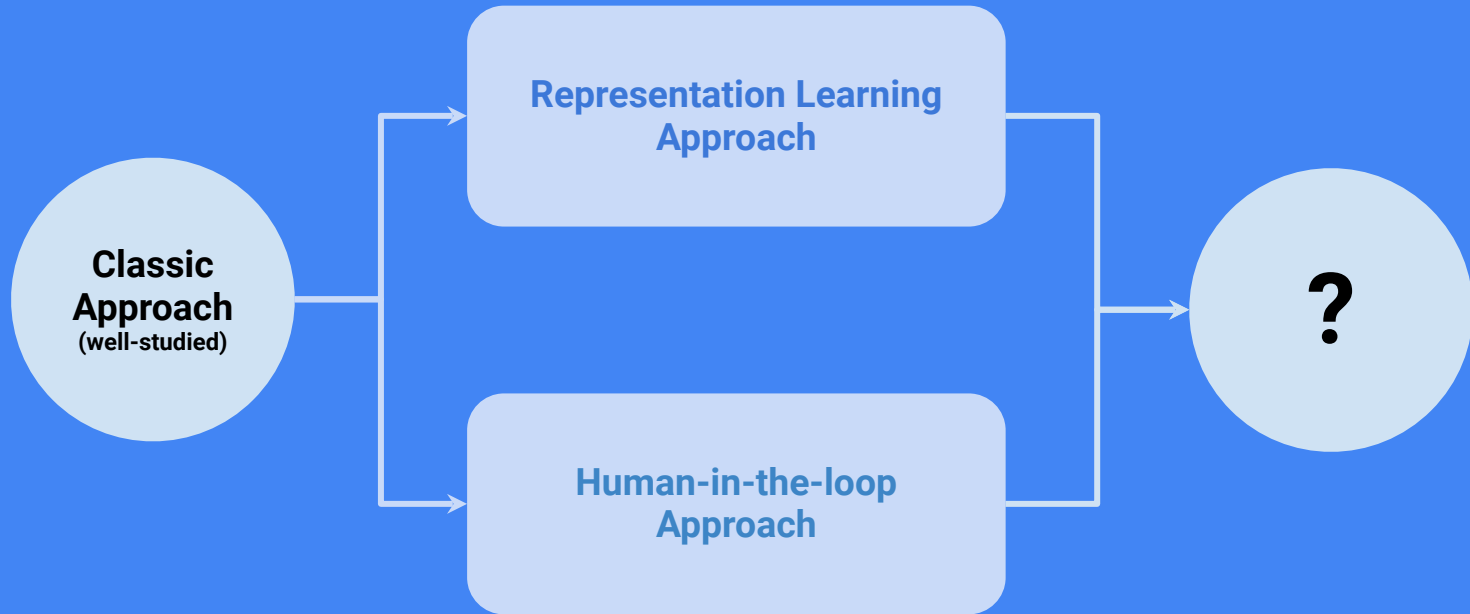 Classic
Approach
(well-studied)
Representation Learning
Approach
Human-in-the-loop
Approach
?